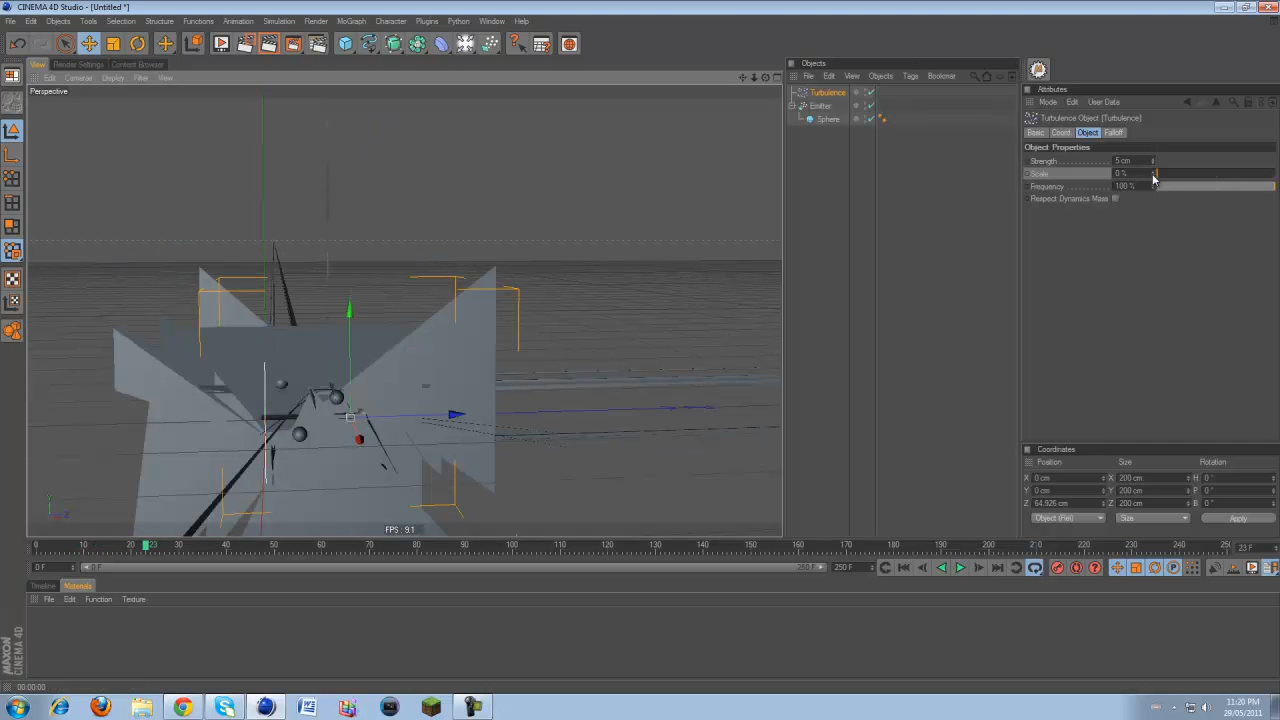 CINEMA 4D Studio - [Untitled *]
File Edit Objects Tools Selection Structure Functions Animation Simulation Render MoGraph Character Plugins Python Window Help
View Render Settings Content Browser
Edit Cameras Display Filter View
Perspective
FPS : 9.1
Objects
File Edit View Objects Tags Bookmar
Turbulence
Emitter
Sphere
Attributes
Mode Edit User Data
Turbulence Object [Turbulence]
Basic Coord. Object Falloff
Object Properties
Strength 5 cm
Scale 0 %
Frequency 100 %
Respect Dynamics Mass
Coordinates
Position Size Rotation
X 0 cm X 200 cm H 0 °
Y 0 cm Y 200 cm P 0 °
Z 64.926 cm Z 200 cm B 0 °
Object (Rel) Size Apply
0 10 23 30 40 50 60 70 80 90 100 110 120 130 140 150 160 170 180 190 200 210 220 230 240 250 23 F
0 F 0 F 250 F 250 F
Timeline Materials
File Edit Function Texture
MAXON CINEMA 4D
00:00:00
11:20 PM
29/05/2011